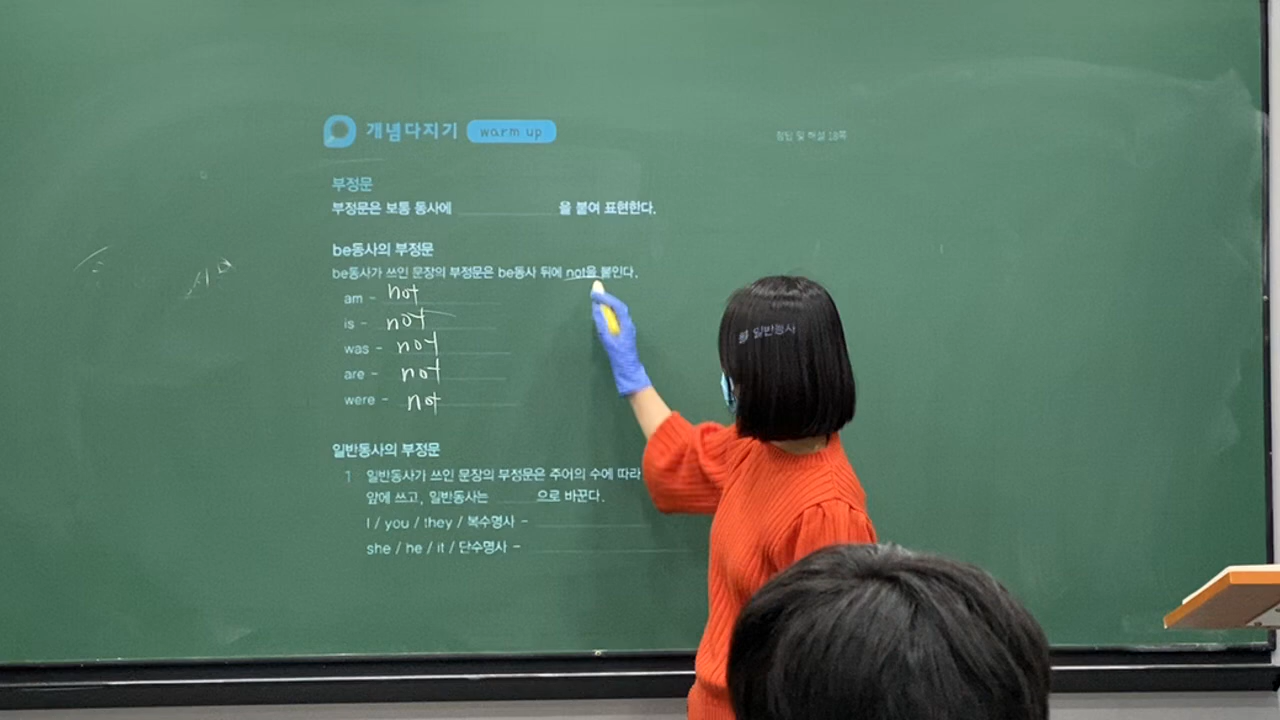 개념다지기 warm up
정답 및 해설 18쪽
부정문
부정문은 보통 동사에 을 붙여 표현한다.
be동사의 부정문
be동사가 쓰인 문장의 부정문은 be동사 뒤에 not을 붙인다.
am - not
is - not
was - not
are - not
were - not
일반동사의 부정문
1 일반동사가 쓰인 문장의 부정문은 주어의 수에 따라
일반동사
앞에 쓰고, 일반동사는 으로 바꾼다.
I / you / they / 복수명사 -
she / he / it / 단수명사 -